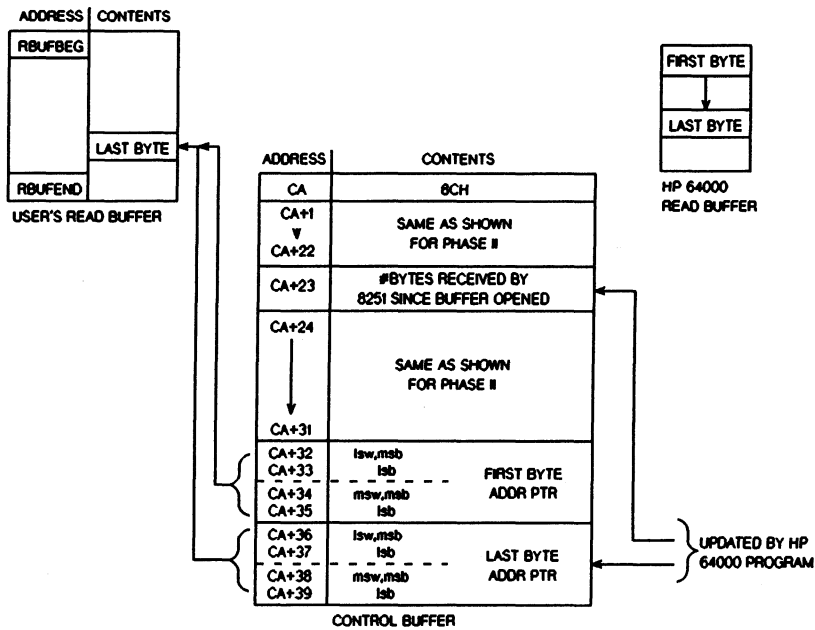 ADDRESS CONTENTS
RBUFBEG
LAST BYTE
RBUFEND
USER'S READ BUFFER
FIRST BYTE
LAST BYTE
HP 64000
READ BUFFER
ADDRESS CONTENTS
CA 6CH
CA+1
CA+22
SAME AS SHOWN
FOR PHASE II
CA+23
#BYTES RECEIVED BY
8251 SINCE BUFFER OPENED
CA+24
CA+31
SAME AS SHOWN
FOR PHASE II
CA+32 lsw,msb
CA+33 lsb
CA+34 msw,msb
CA+35 lsb
FIRST BYTE
ADDR PTR
CA+36 lsw,msb
CA+37 lsb
CA+38 msw,msb
CA+39 lsb
LAST BYTE
ADDR PTR
CONTROL BUFFER
UPDATED BY HP
64000 PROGRAM